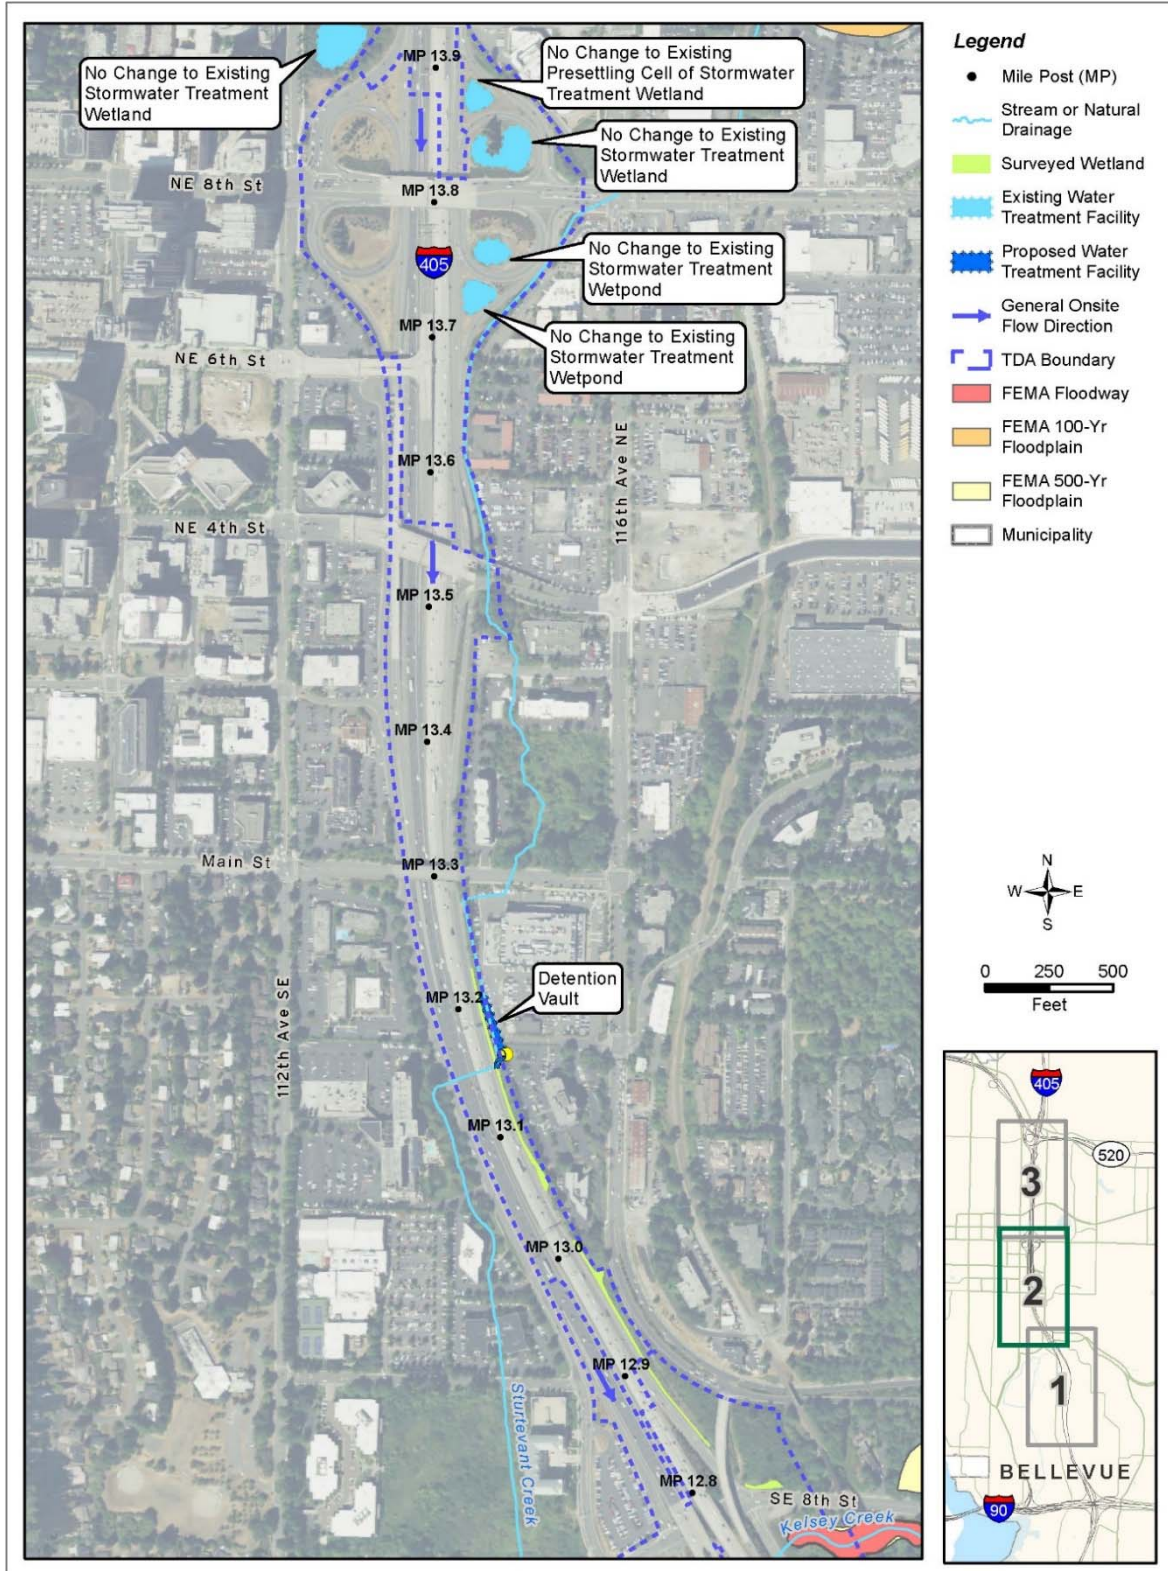 MP 13.9
No Change to Existing
Stormwater Treatment
Wetland
No Change to Existing
Presettling Cell of Stormwater
Treatment Wetland
No Change to Existing
Stormwater Treatment
Wetland
NE 8th St
MP 13.8
405
No Change to Existing
Stormwater Treatment
Wetpond
MP 13.7
No Change to Existing
Stormwater Treatment
Wetpond
NE 6th St
116th Ave NE
MP 13.6
NE 4th St
MP 13.5
MP 13.4
Main St
MP 13.3
Detention
Vault
MP 13.2
112th Ave SE
MP 13.1
MP 13.0
MP 12.9
Sturtevant Creek
MP 12.8
SE 8th St
Kelsey Creek
Legend
Mile Post (MP)
Stream or Natural
Drainage
Surveyed Wetland
Existing Water
Treatment Facility
Proposed Water
Treatment Facility
General Onsite
Flow Direction
TDA Boundary
FEMA Floodway
FEMA 100-Yr
Floodplain
FEMA 500-Yr
Floodplain
Municipality
N
W E
S
0 250 500
Feet
405
520
3
2
1
BELLEVUE
90